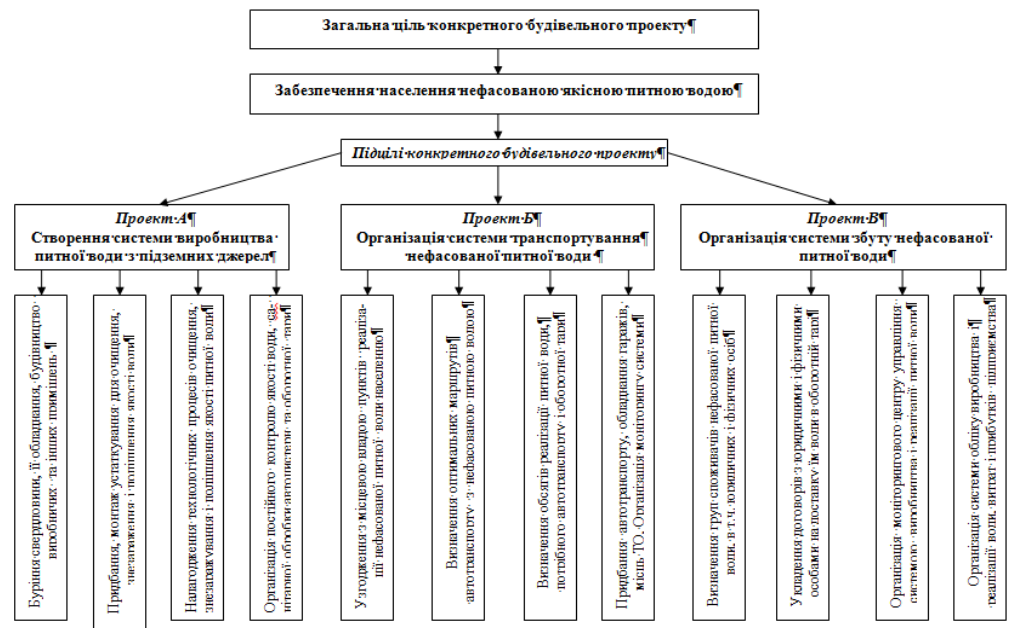 Загальна ціль конкретного будівельного проекту¶
Забезпечення населення нефасованою якісною питною водою¶
Підцілі конкретного будівельного проекту¶
Проект А¶
Створення системи виробництва
питної води з підземних джерел¶
Проект Б¶
Організація системи транспортування¶
нефасованої питної води ¶
Проект В¶
Організація системи збуту нефасованої
питної води¶
Буріння свердловини, її обладнання, будівництво
виробничих та інших приміщень ¶
Придбання, монтаж устаткування для очищення,
знезараження і поліпшення якості води¶
Налагодження технологічних процесів очищення,
знезаражування і поліпшення якості питної води¶
Організація постійного контролю якості води, са-
нітарної обробки автоцистерн та оборотної тари¶
Узгодження з місцевою владою пунктів реаліза-
ції нефасованої питної води населенню¶
Визначення оптимальних маршрутів
автотранспорту з нефасованою питною водою¶
Визначення обсягів реалізації питної води,¶
потрібного автотранспорту і оборотної тари¶
Придбання автотранспорту, обладнання гаражів,
місць ТО. Організація моніторингу системи¶
Визначення груп споживачів нефасованої питної
води, в т.ч. юридичних і фізичних осіб¶
Укладення договорів з юридичними і фізичними
особами на поставку їм води в оборотній тарі¶
Організація моніторингового центру управління
системою виробництва і реалізації питної води¶
Організація системи обліку виробництва і¶
реалізації води, витрат і прибутків підприємства¶